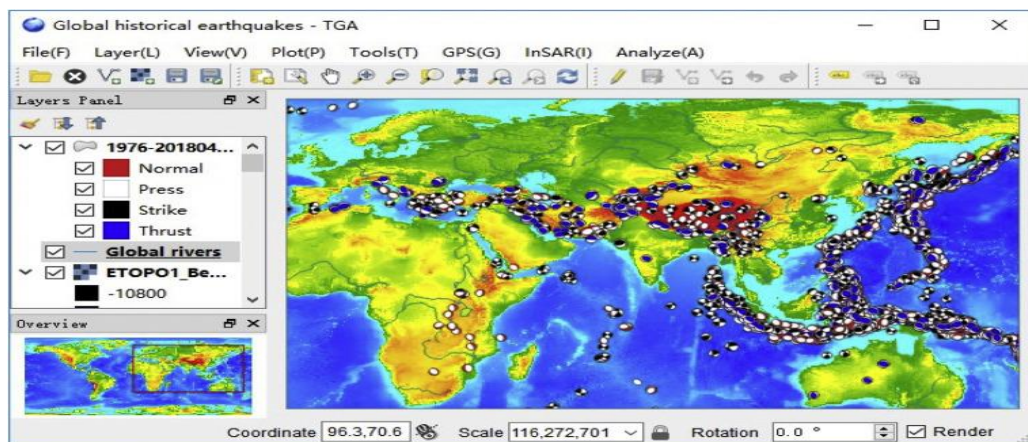 Global historical earthquakes - TGA
File(F) Layer(L) View(V) Plot(P) Tools(T) GPS(G) InSAR(I) Analyze(A)
Layers Panel
1976-201804...
Normal
Press
Strike
Thrust
Global rivers
ETOPO1_Be...
-10800
Overview
Coordinate 96.3,70.6 Scale 116,272,701 Rotation 0.0 ° Render